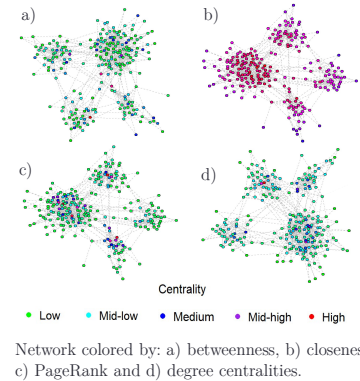 a)
b)
c)
d)
Centrality
Low Mid-low Medium Mid-high High
Network colored by: a) betweenness, b) closenes
c) PageRank and d) degree centralities.